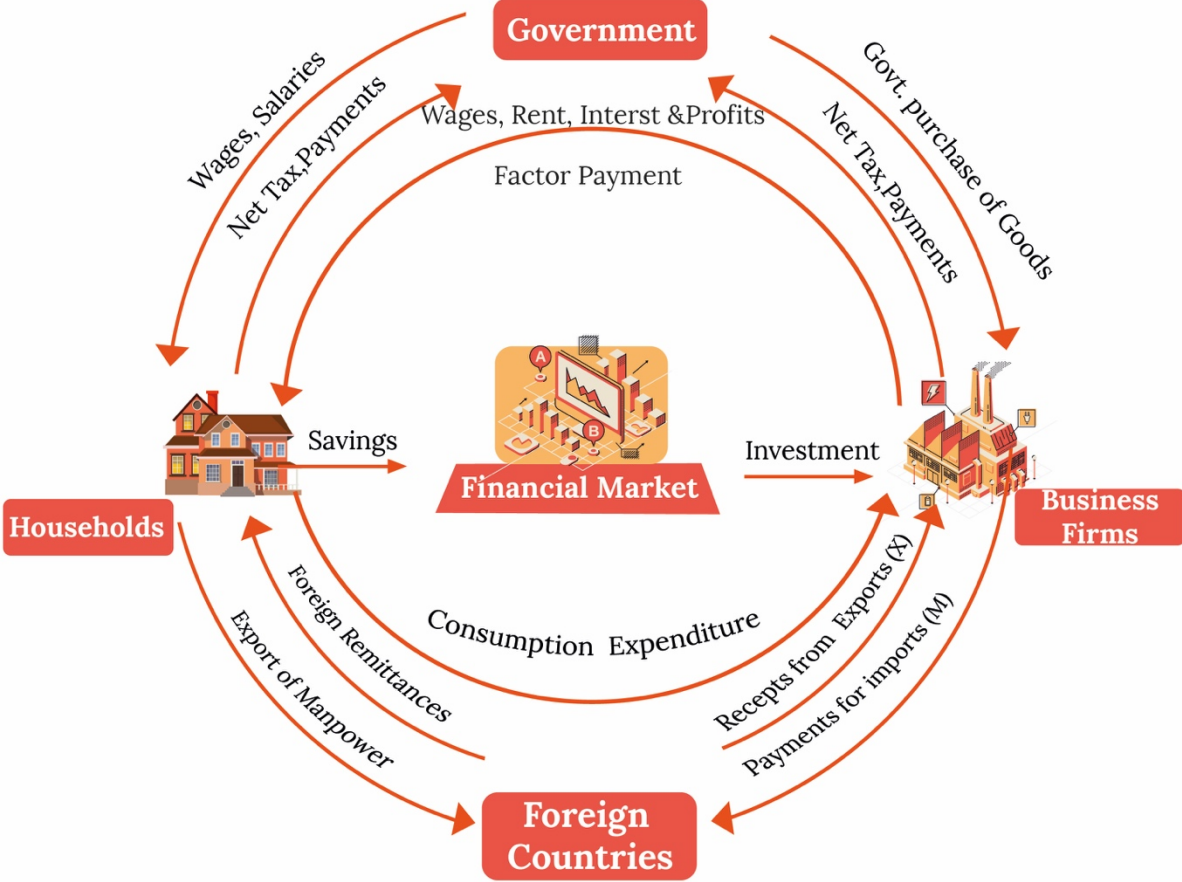 Government
Wages, Salaries
Net Tax,Payments
Wages, Rent, Interst &Profits
Factor Payment
Net Tax,Payments
Govt. purchase of Goods
A
B
Savings
Financial Market
Investment
Households
Business
Firms
Consumption Expenditure
Foreign Remittances
Export of Manpower
Recepts from Exports (X)
Payments for imports (M)
Foreign
Countries